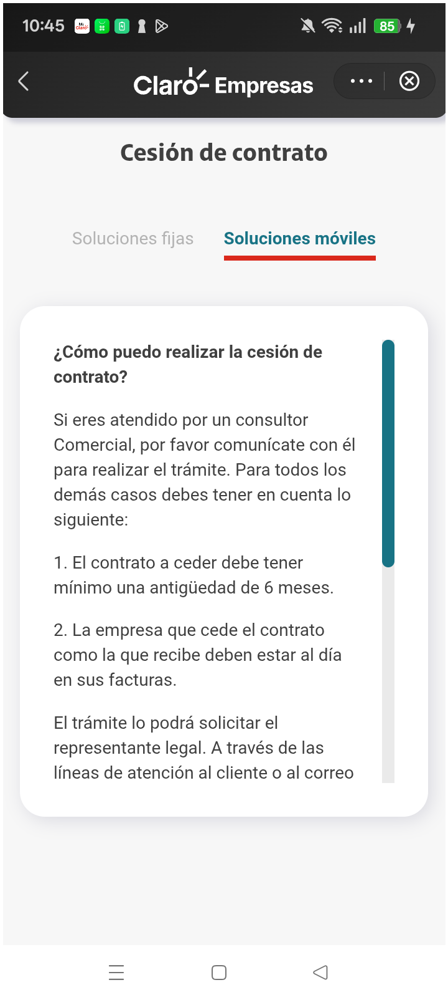 10:45
Mi Claro
85
Claro Empresas
Cesión de contrato
Soluciones fijas Soluciones móviles
¿Cómo puedo realizar la cesión de
contrato?
Si eres atendido por un consultor
Comercial, por favor comunícate con él
para realizar el trámite. Para todos los
demás casos debes tener en cuenta lo
siguiente:
1. El contrato a ceder debe tener
mínimo una antigüedad de 6 meses.
2. La empresa que cede el contrato
como la que recibe deben estar al día
en sus facturas.
El trámite lo podrá solicitar el
representante legal. A través de las
líneas de atención al cliente o al correo